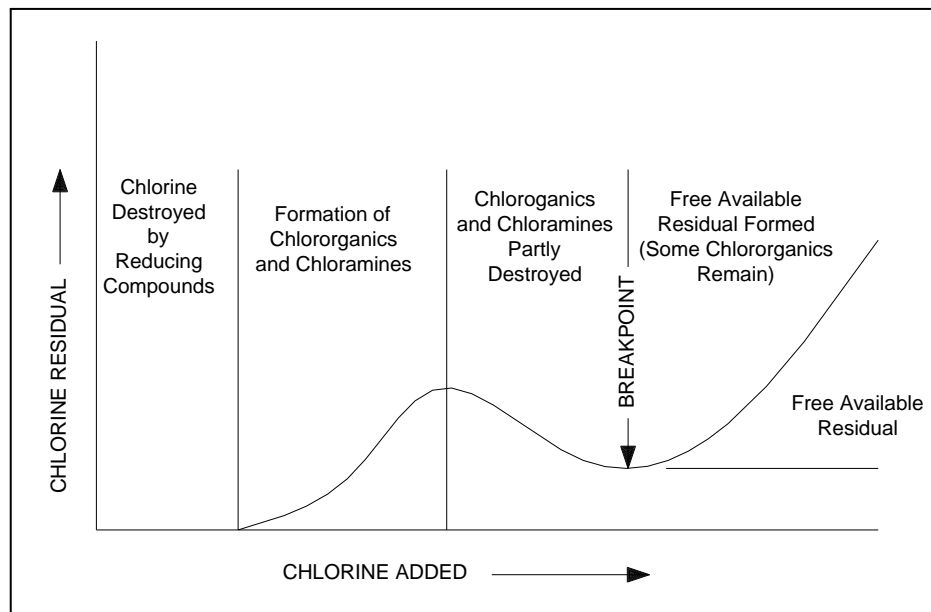 Chlorine
Destroyed
by
Reducing
Compounds
Formation of
Chlororganics
and Chloramines
Chloroganics
and Chloramines
Partly
Destroyed
Free Available
Residual Formed
(Some Chlororganics
Remain)
BREAKPOINT
Free Available
Residual
CHLORINE RESIDUAL
CHLORINE ADDED